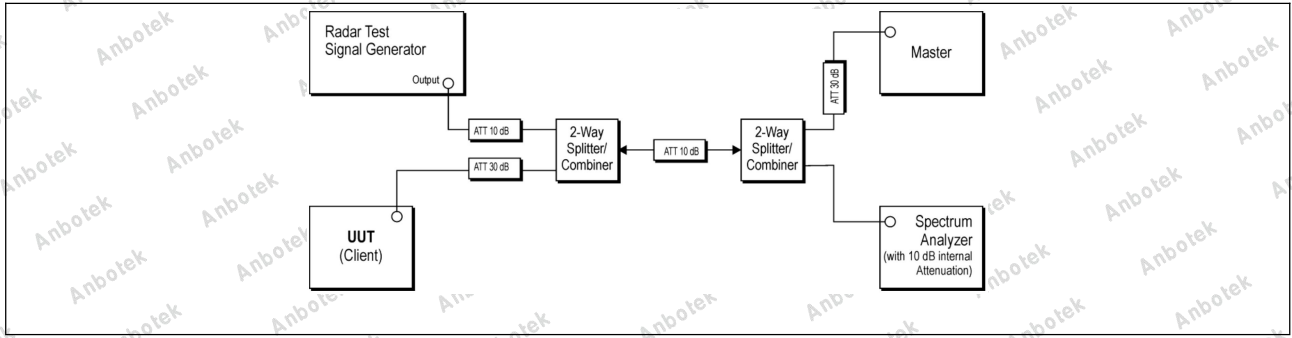 Radar Test
Signal Generator
Output
ATT 10 dB
ATT 30 dB
2-Way
Splitter/
Combiner
ATT 10 dB
2-Way
Splitter/
Combiner
ATT 30 dB
Master
UUT
(Client)
Spectrum
Analyzer
(with 10 dB internal
Attenuation)
Anbotek